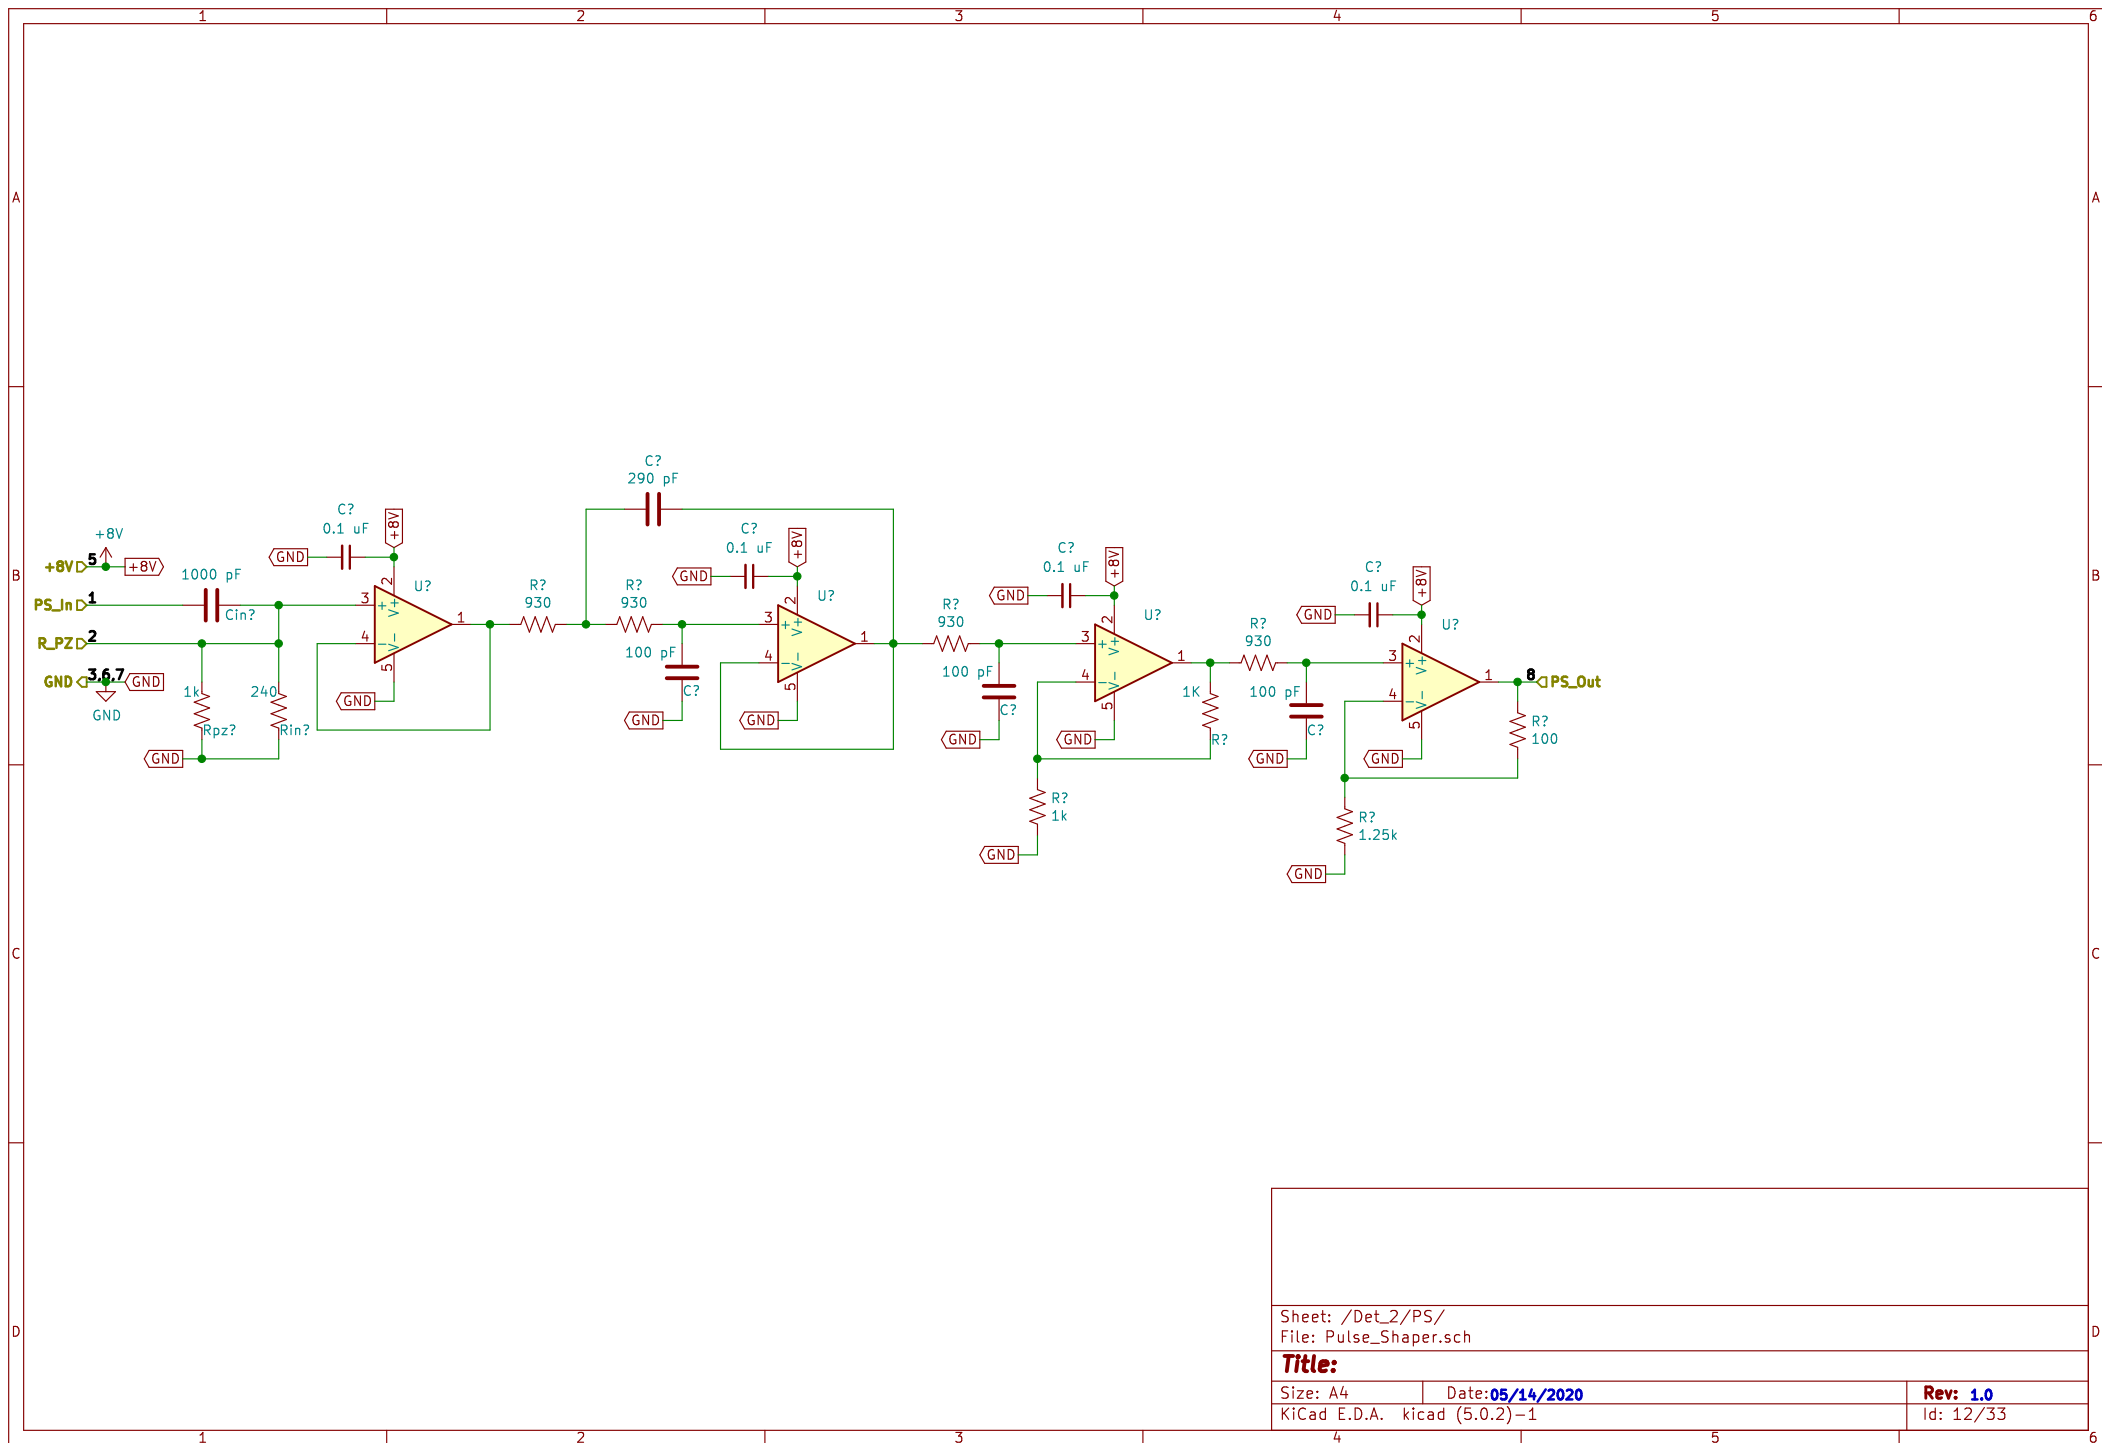 1 2 3 4 5 6
A A
C?
290 pF
C?
0.1 uF
+8V
GND
C?
0.1 uF
+8V
GND
C?
0.1 uF
+8V
GND
C?
0.1 uF
+8V
GND
+8V
+8V 5 +8V
B B
1000 pF
PS_In 1
Cin?
R_PZ 2
GND 3,6,7 GND
GND
1k
Rpz?
240
Rin?
GND
U?
3 + V+ 2
4 - V- 5
1
GND
R?
930
R?
930
100 pF
C?
GND
U?
3 + V+ 2
4 - V- 5
1
GND
R?
930
100 pF
C?
GND
U?
3 + V+ 2
4 - V- 5
1
GND
1K
R?
R?
1k
GND
R?
930
100 pF
C?
GND
U?
3 + V+ 2
4 - V- 5
1
GND
8 PS_Out
R?
100
R?
1.25k
GND
C C
D D
Sheet: /Det_2/PS/
File: Pulse_Shaper.sch
Title:
Size: A4 Date: 05/14/2020 Rev: 1.0
KiCad E.D.A. kicad (5.0.2)-1 Id: 12/33
1 2 3 4 5 6